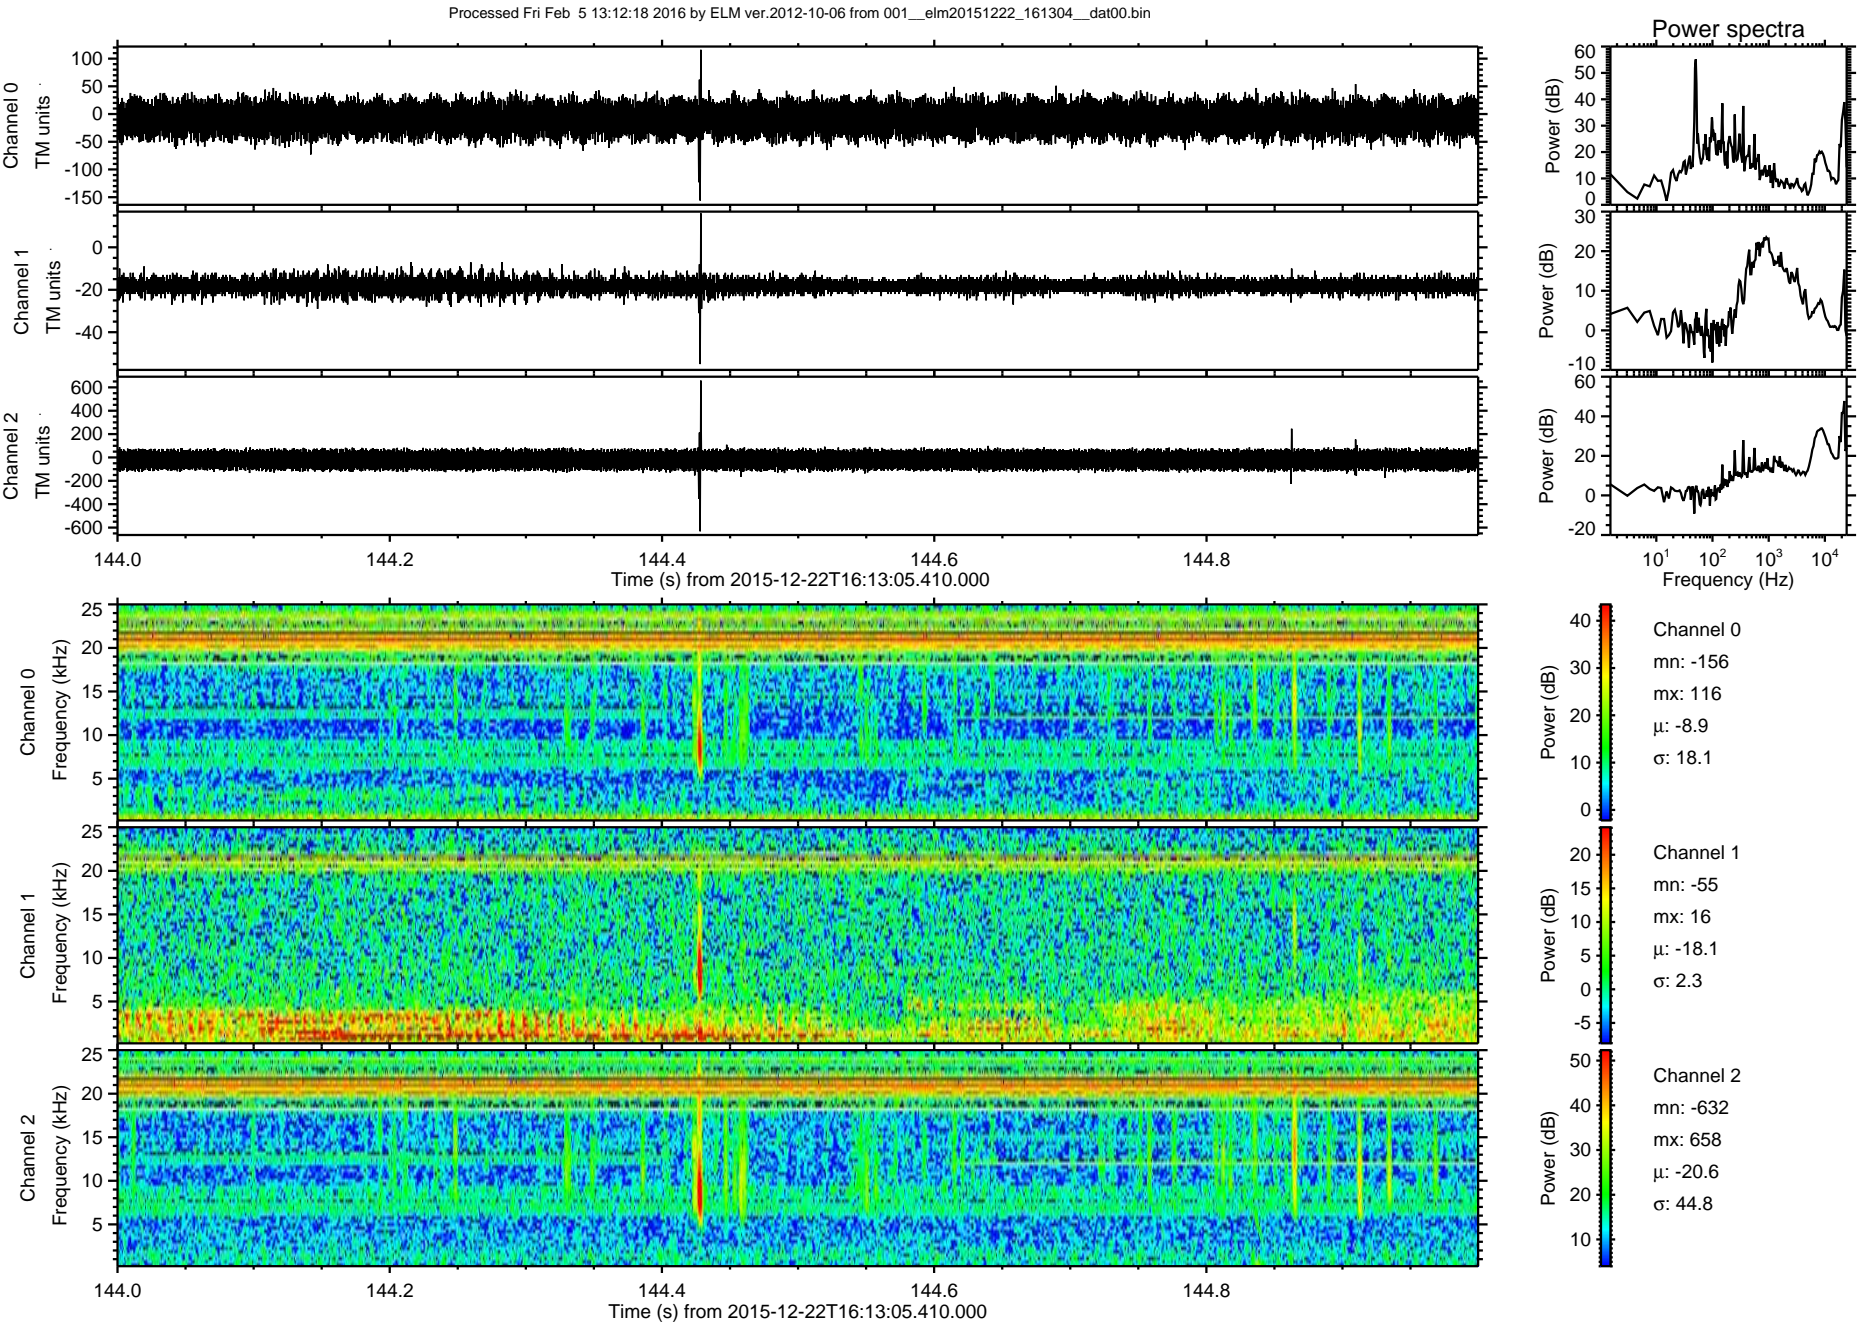 Processed Fri Feb  5 13:12:18 2016 by ELM ver.2012-10-06 from 001__elm20151222_161304__dat00.bin
Power spectra
Channel 0
TM units
100
50
0
-50
-100
-150
Power (dB)
60
50
40
30
20
10
0
Channel 1
TM units
0
-20
-40
Power (dB)
30
20
10
0
-10
Channel 2
TM units
600
400
200
0
-200
-400
-600
Power (dB)
60
40
20
0
-20
144.0 144.2 144.4 144.6 144.8
Time (s) from 2015-12-22T16:13:05.410.000
10^1 10^2 10^3 10^4
Frequency (Hz)
Channel 0
Frequency (kHz)
25
20
15
10
5
Power (dB)
40
30
20
10
0
Channel 0
mn: -156
mx: 116
μ: -8.9
σ: 18.1
Channel 1
Frequency (kHz)
25
20
15
10
5
Power (dB)
20
15
10
5
0
-5
Channel 1
mn: -55
mx: 16
μ: -18.1
σ: 2.3
Channel 2
Frequency (kHz)
25
20
15
10
5
Power (dB)
50
40
30
20
10
Channel 2
mn: -632
mx: 658
μ: -20.6
σ: 44.8
144.0 144.2 144.4 144.6 144.8
Time (s) from 2015-12-22T16:13:05.410.000